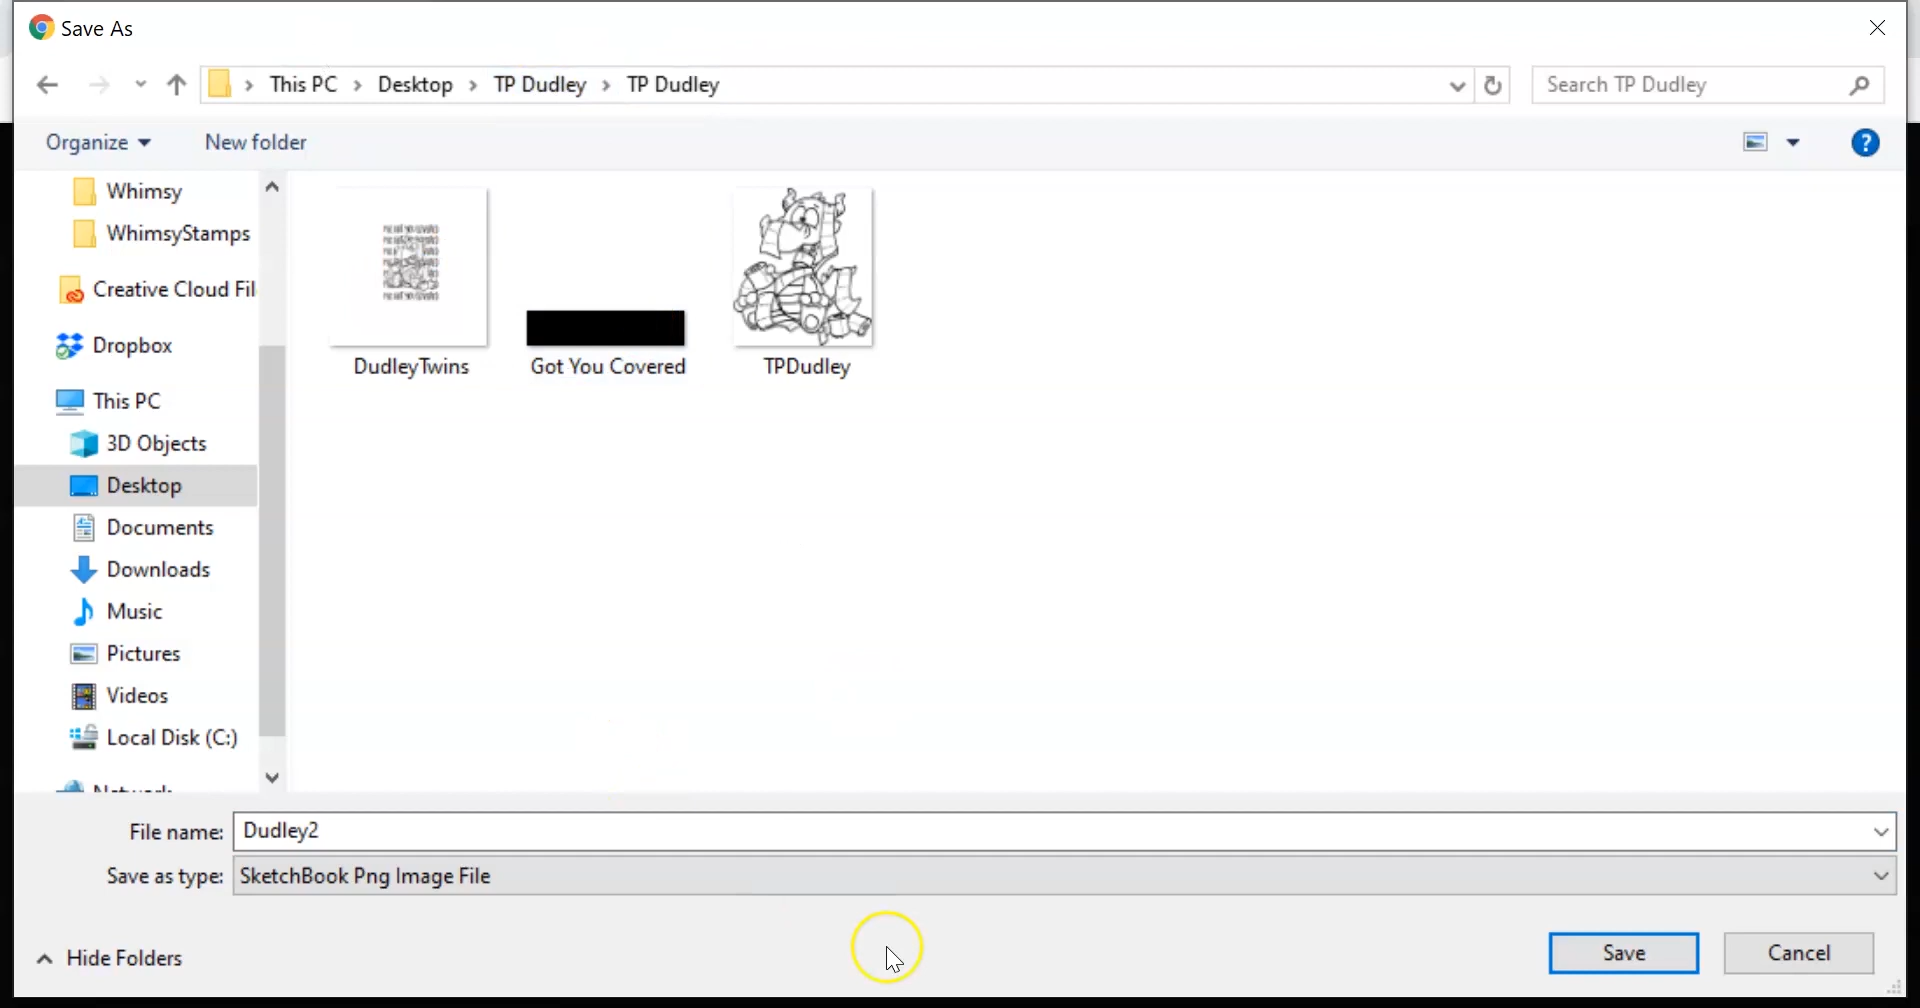 Save As
This PC > Desktop > TP Dudley > TP Dudley
Search TP Dudley
Organize
New folder
?
Whimsy
WhimsyStamps
Creative Cloud Fil
Dropbox
This PC
3D Objects
Desktop
Documents
Downloads
Music
Pictures
Videos
Local Disk (C:)
Network
DudleyTwins
Got You Covered
TPDudley
File name: Dudley2
Save as type: SketchBook Png Image File
Hide Folders
Save
Cancel